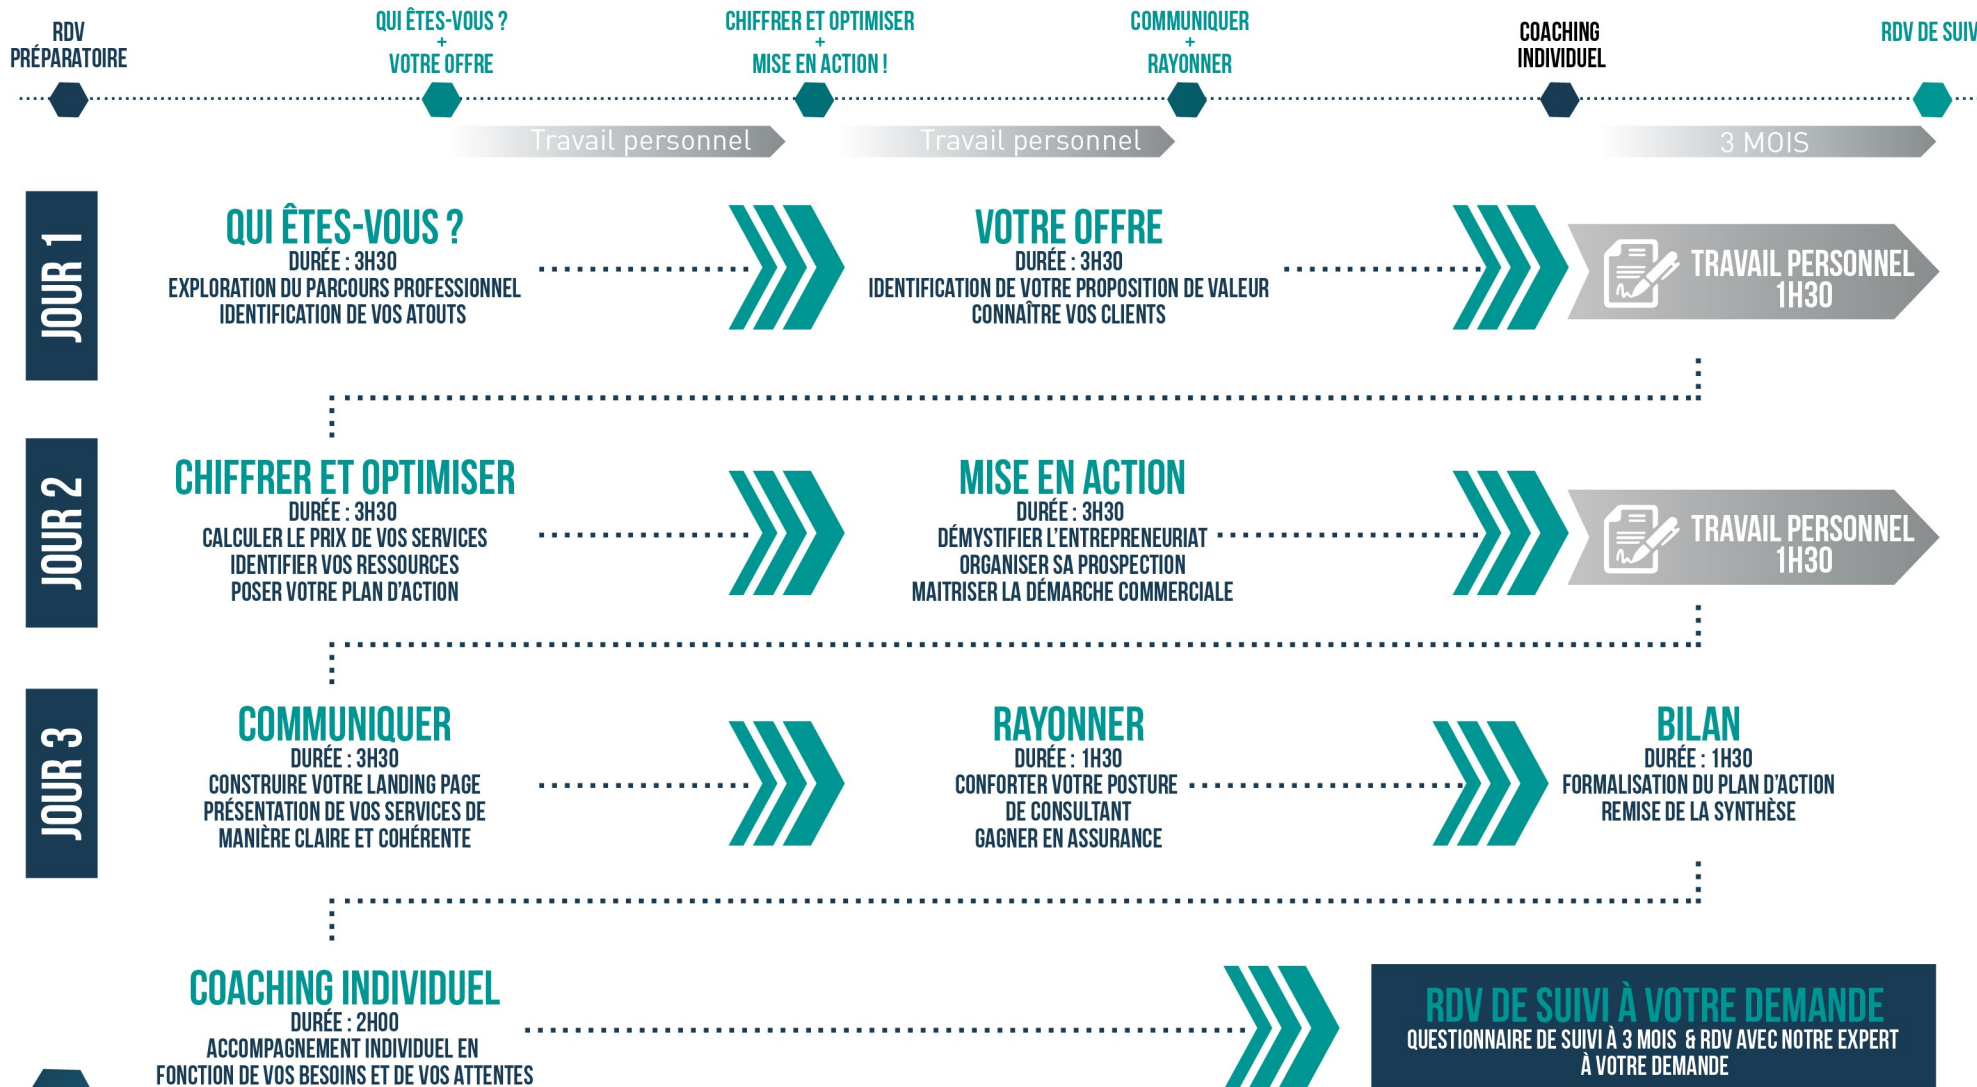 RDV
PRÉPARATOIRE
QUI ÊTES-VOUS ?
+
VOTRE OFFRE
CHIFFRER ET OPTIMISER
+
MISE EN ACTION !
COMMUNIQUER
+
RAYONNER
COACHING
INDIVIDUEL
RDV DE SUIV
Travail personnel
Travail personnel
3 MOIS
JOUR 1
QUI ÊTES-VOUS ?
DURÉE : 3H30
EXPLORATION DU PARCOURS PROFESSIONNEL
IDENTIFICATION DE VOS ATOUTS
VOTRE OFFRE
DURÉE : 3H30
IDENTIFICATION DE VOTRE PROPOSITION DE VALEUR
CONNAÎTRE VOS CLIENTS
TRAVAIL PERSONNEL
1H30
JOUR 2
CHIFFRER ET OPTIMISER
DURÉE : 3H30
CALCULER LE PRIX DE VOS SERVICES
IDENTIFIER VOS RESSOURCES
POSER VOTRE PLAN D'ACTION
MISE EN ACTION
DURÉE : 3H30
DÉMYSTIFIER L'ENTREPRENEURIAT
ORGANISER SA PROSPECTION
MAITRISER LA DÉMARCHE COMMERCIALE
TRAVAIL PERSONNEL
1H30
JOUR 3
COMMUNIQUER
DURÉE : 3H30
CONSTRUIRE VOTRE LANDING PAGE
PRÉSENTATION DE VOS SERVICES DE
MANIÈRE CLAIRE ET COHÉRENTE
RAYONNER
DURÉE : 1H30
CONFORTER VOTRE POSTURE
DE CONSULTANT
GAGNER EN ASSURANCE
BILAN
DURÉE : 1H30
FORMALISATION DU PLAN D'ACTION
REMISE DE LA SYNTHÈSE
COACHING INDIVIDUEL
DURÉE : 2H00
ACCOMPAGNEMENT INDIVIDUEL EN
FONCTION DE VOS BESOINS ET DE VOS ATTENTES
RDV DE SUIVI À VOTRE DEMANDE
QUESTIONNAIRE DE SUIVI À 3 MOIS & RDV AVEC NOTRE EXPERT
À VOTRE DEMANDE